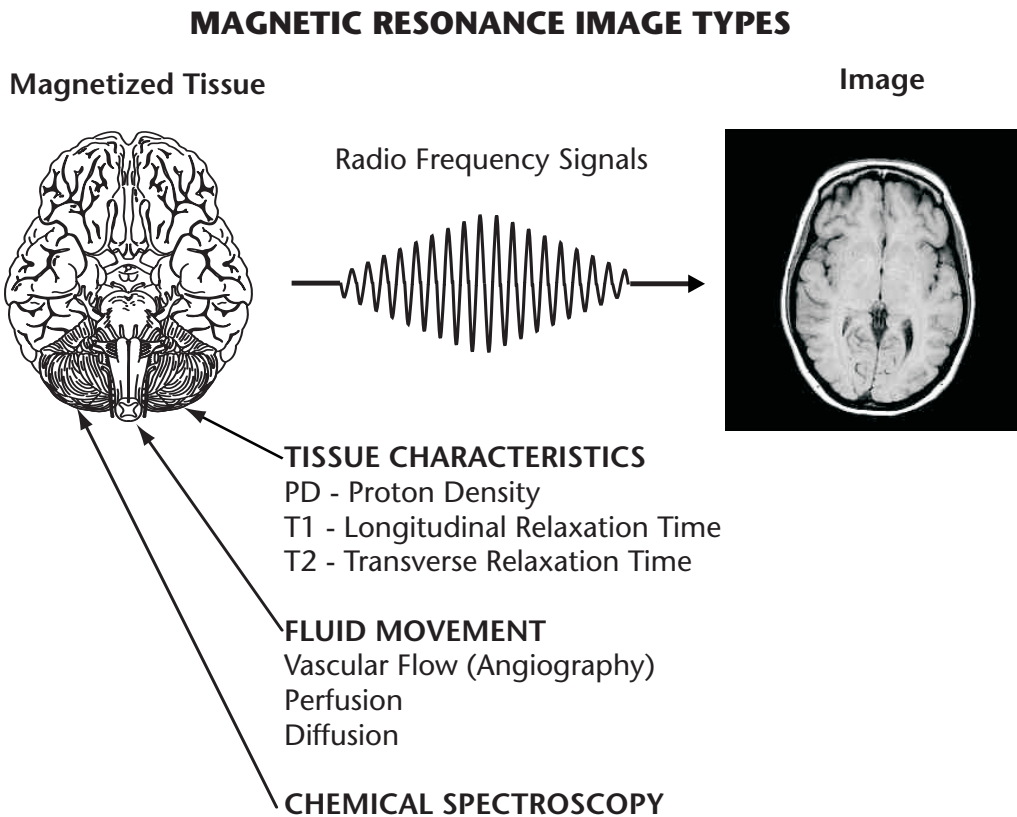 MAGNETIC RESONANCE IMAGE TYPES
Magnetized Tissue
Image
Radio Frequency Signals
TISSUE CHARACTERISTICS
PD - Proton Density
T1 - Longitudinal Relaxation Time
T2 - Transverse Relaxation Time
FLUID MOVEMENT
Vascular Flow (Angiography)
Perfusion
Diffusion
CHEMICAL SPECTROSCOPY